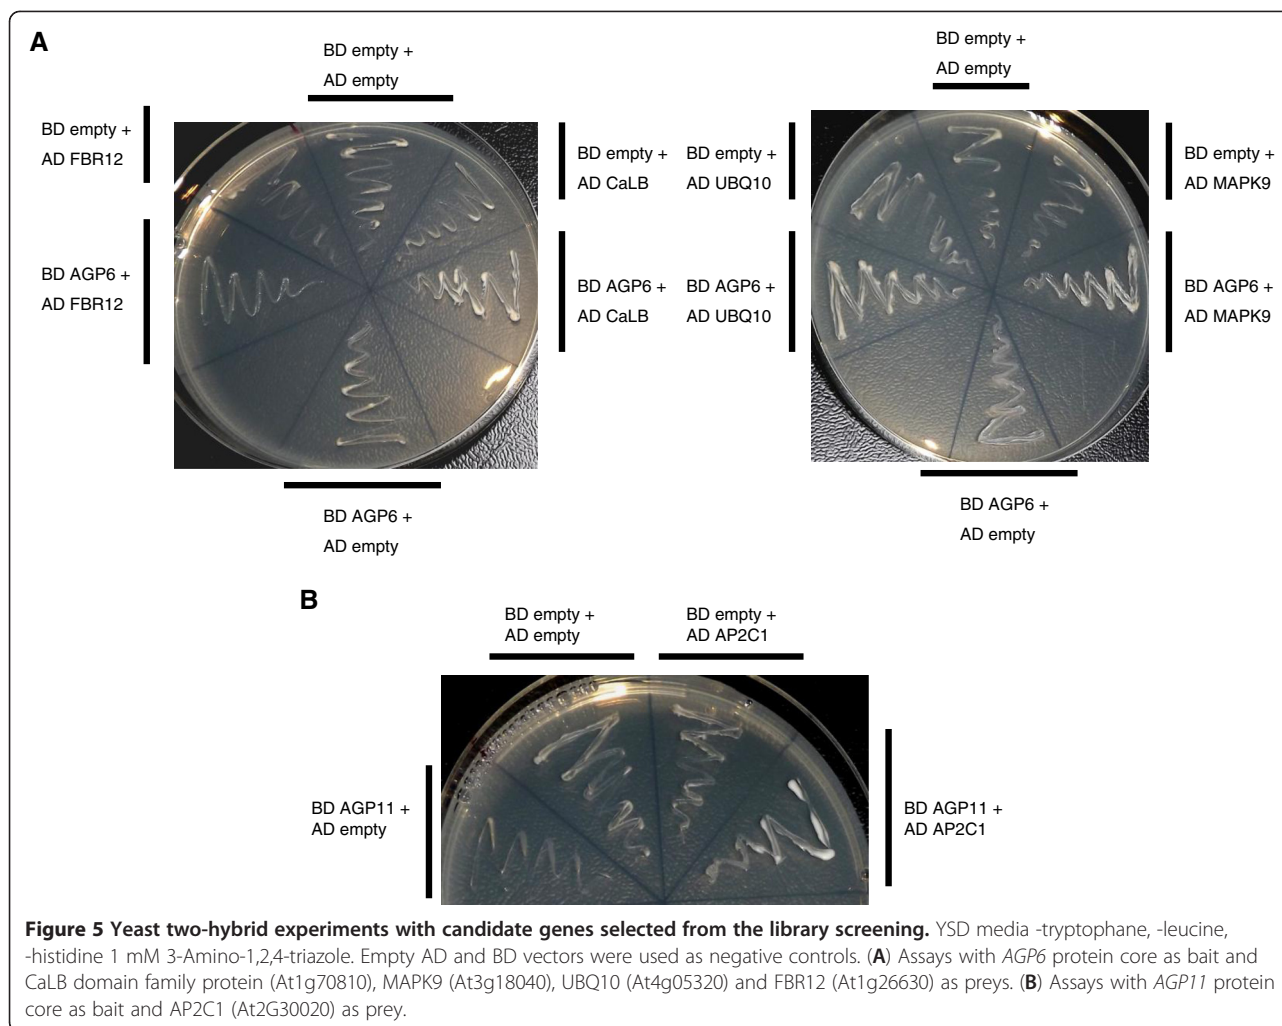 A
BD empty +
AD empty
BD empty +
AD FBR12
BD AGP6 +
AD FBR12
BD empty +
AD CaLB
BD AGP6 +
AD CaLB
BD AGP6 +
AD empty
BD empty +
AD empty
BD empty +
AD UBQ10
BD AGP6 +
AD UBQ10
BD empty +
AD MAPK9
BD AGP6 +
AD MAPK9
BD AGP6 +
AD empty
B
BD empty +
AD empty
BD empty +
AD AP2C1
BD AGP11 +
AD empty
BD AGP11 +
AD AP2C1
Figure 5 Yeast two-hybrid experiments with candidate genes selected from the library screening. YSD media -tryptophane, -leucine,
-histidine 1 mM 3-Amino-1,2,4-triazole. Empty AD and BD vectors were used as negative controls. (A) Assays with AGP6 protein core as bait and
CaLB domain family protein (At1g70810), MAPK9 (At3g18040), UBQ10 (At4g05320) and FBR12 (At1g26630) as preys. (B) Assays with AGP11 protein
core as bait and AP2C1 (At2G30020) as prey.